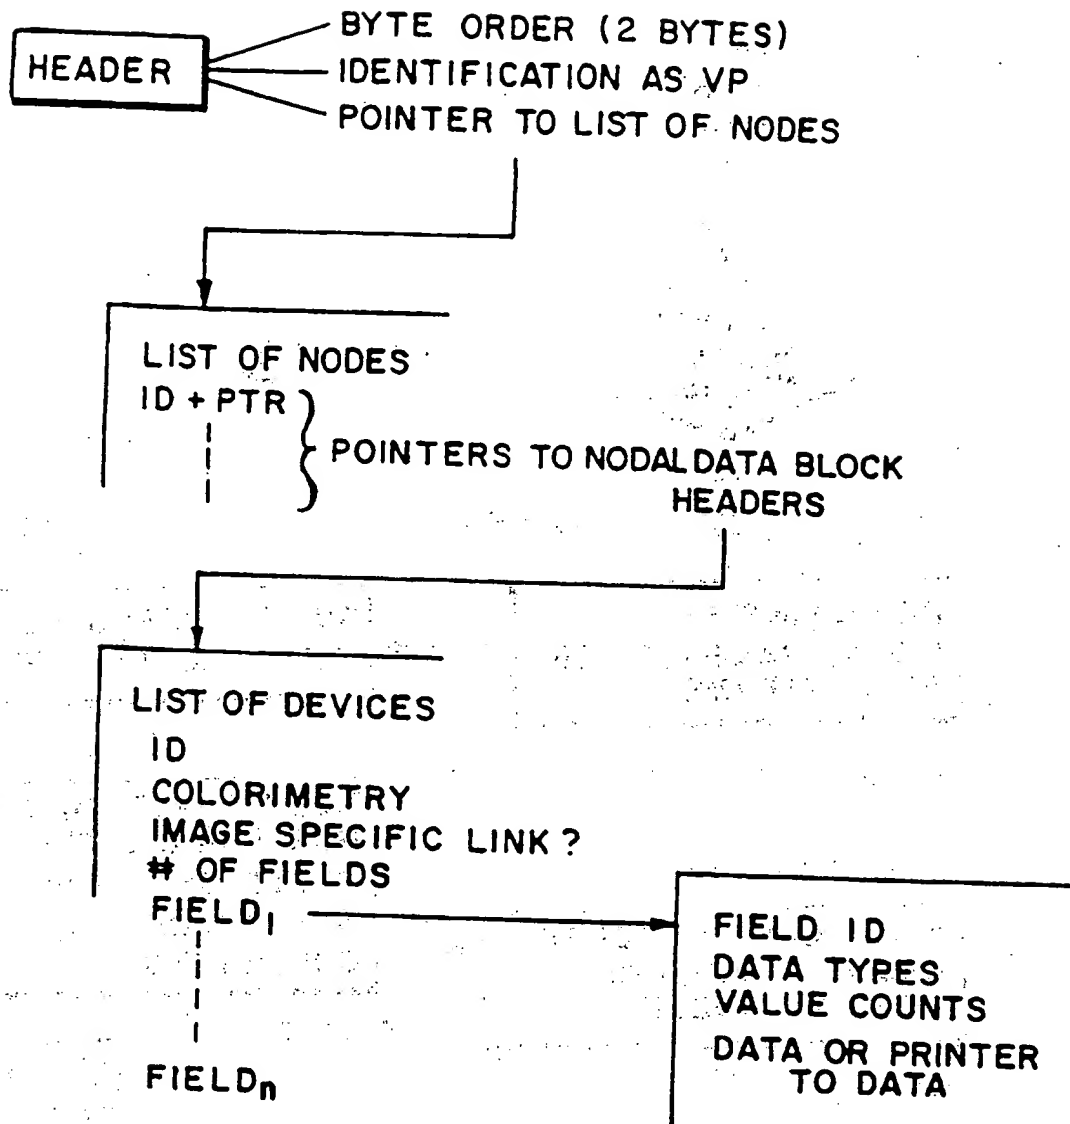 HEADER
BYTE ORDER (2 BYTES)
IDENTIFICATION AS VP
POINTER TO LIST OF NODES
LIST OF NODES
ID + PTR
POINTERS TO NODAL DATA BLOCK
HEADERS
LIST OF DEVICES
ID
COLORIMETRY
IMAGE SPECIFIC LINK?
# OF FIELDS
FIELD₁
FIELDₙ
FIELD ID
DATA TYPES
VALUE COUNTS
DATA OR PRINTER
TO DATA